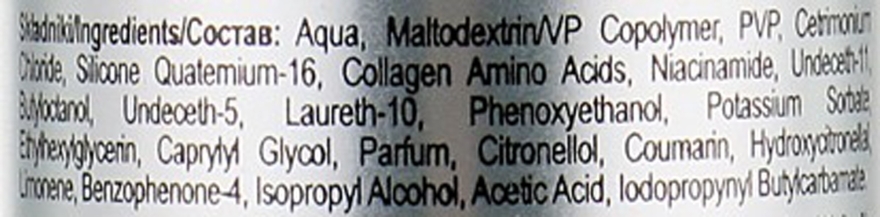 Składniki/Ingredients/Состав: Aqua, Maltodextrin/VP Copolymer, PVP, Cetrimonium
Chloride, Silicone Quaternium-16, Collagen Amino Acids, Niacinamide, Undeceth-11,
Butyloctanol, Undeceth-5, Laureth-10, Phenoxyethanol, Potassium Sorbate,
Ethylhexylglycerin, Caprylyl Glycol, Parfum, Citronellol, Coumarin, Hydroxycitronellal,
Limonene, Benzophenone-4, Isopropyl Alcohol, Acetic Acid, Iodopropynyl Butylcarbamate.